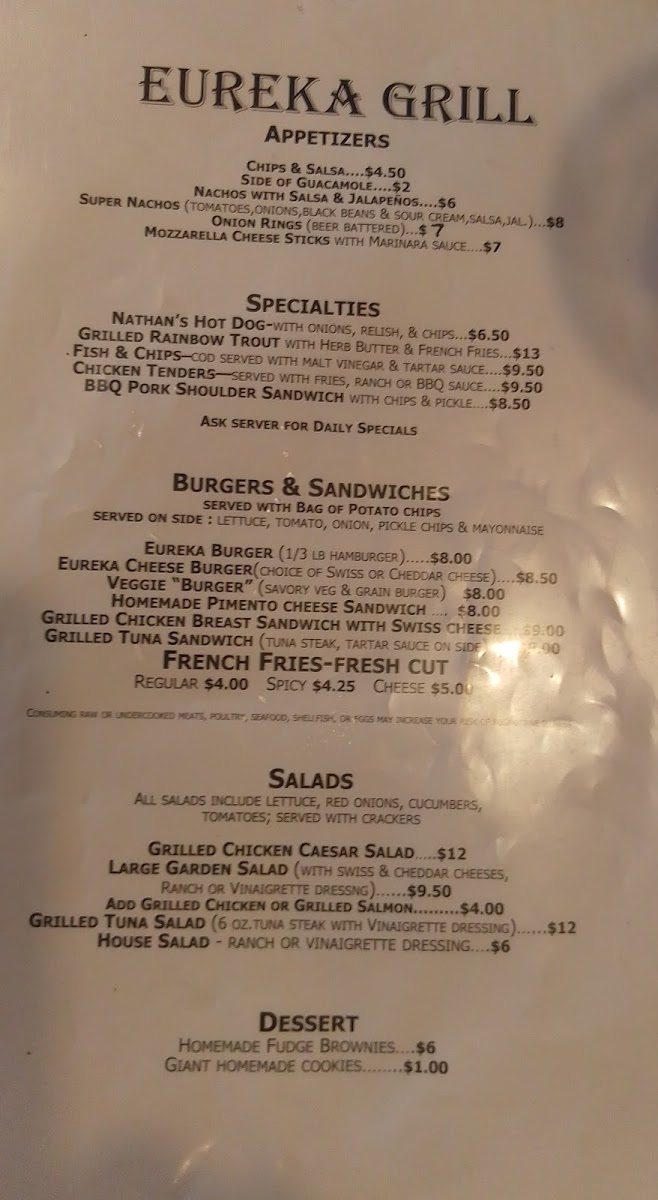 EUREKA GRILL
APPETIZERS
CHIPS & SALSA....$4.50
SIDE OF GUACAMOLE....$2
NACHOS WITH SALSA & JALAPEÑOS....$6
SUPER NACHOS (TOMATOES,ONIONS,BLACK BEANS & SOUR CREAM,SALSA,JAL.)...$8
ONION RINGS (BEER BATTERED)...$ 7
MOZZARELLA CHEESE STICKS WITH MARINARA SAUCE....$7
SPECIALTIES
NATHAN'S HOT DOG-WITH ONIONS, RELISH, & CHIPS...$6.50
GRILLED RAINBOW TROUT WITH HERB BUTTER & FRENCH FRIES...$13
.FISH & CHIPS—COD SERVED WITH MALT VINEGAR & TARTAR SAUCE....$9.50
CHICKEN TENDERS—SERVED WITH FRIES, RANCH OR BBQ SAUCE....$9.50
BBQ PORK SHOULDER SANDWICH WITH CHIPS & PICKLE....$8.50
ASK SERVER FOR DAILY SPECIALS
BURGERS & SANDWICHES
SERVED WITH BAG OF POTATO CHIPS
SERVED ON SIDE : LETTUCE, TOMATO, ONION, PICKLE CHIPS & MAYONNAISE
EUREKA BURGER (1/3 LB HAMBURGER).....$8.00
EUREKA CHEESE BURGER(CHOICE OF SWISS OR CHEDDAR CHEESE)....$8.50
VEGGIE "BURGER" (SAVORY VEG & GRAIN BURGER) $8.00
HOMEMADE PIMENTO CHEESE SANDWICH .... $8.00
GRILLED CHICKEN BREAST SANDWICH WITH SWISS CHEESE...$9.00
GRILLED TUNA SANDWICH (TUNA STEAK, TARTAR SAUCE ON SIDE
FRENCH FRIES-FRESH CUT
REGULAR $4.00 SPICY $4.25 CHEESE $5.00
CONSUMING RAW OR UNDERCOOKED MEATS, POULTRY, SEAFOOD, SHELLFISH, OR EGGS MAY INCREASE YOUR RISK OF
SALADS
ALL SALADS INCLUDE LETTUCE, RED ONIONS, CUCUMBERS,
TOMATOES; SERVED WITH CRACKERS
GRILLED CHICKEN CAESAR SALAD.....$12
LARGE GARDEN SALAD (WITH SWISS & CHEDDAR CHEESES,
RANCH OR VINAIGRETTE DRESSNG)......$9.50
ADD GRILLED CHICKEN OR GRILLED SALMON.........$4.00
GRILLED TUNA SALAD (6 OZ.TUNA STEAK WITH VINAIGRETTE DRESSING)......$12
HOUSE SALAD - RANCH OR VINAIGRETTE DRESSING....$6
DESSERT
HOMEMADE FUDGE BROWNIES....$6
GIANT HOMEMADE COOKIES........$1.00